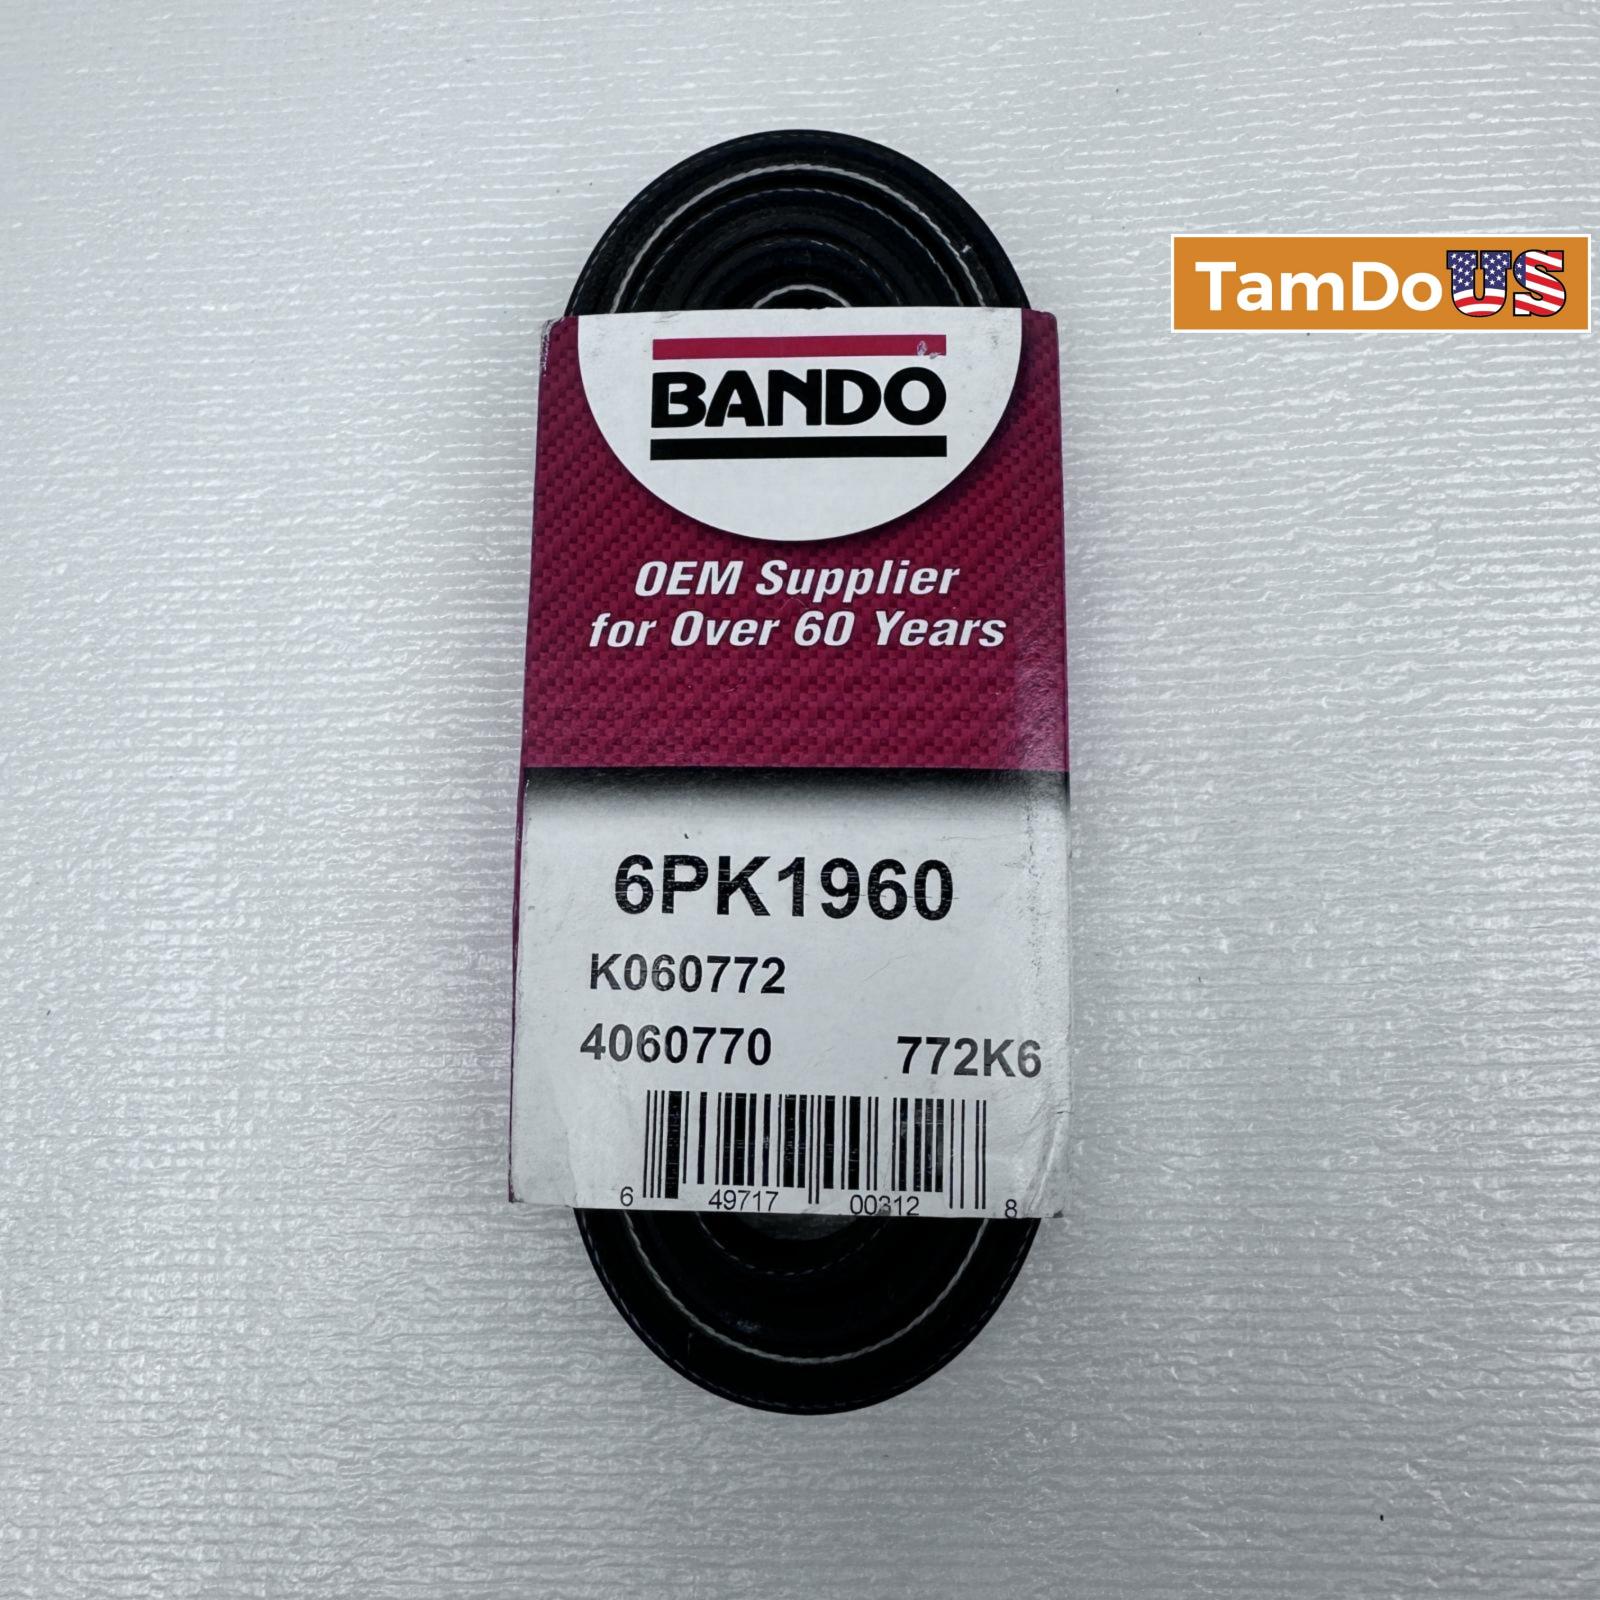 TamDoUS
BANDO
OEM Supplier
for Over 60 Years
6PK1960
K060772
4060770 772K6
6 49717 00312 8